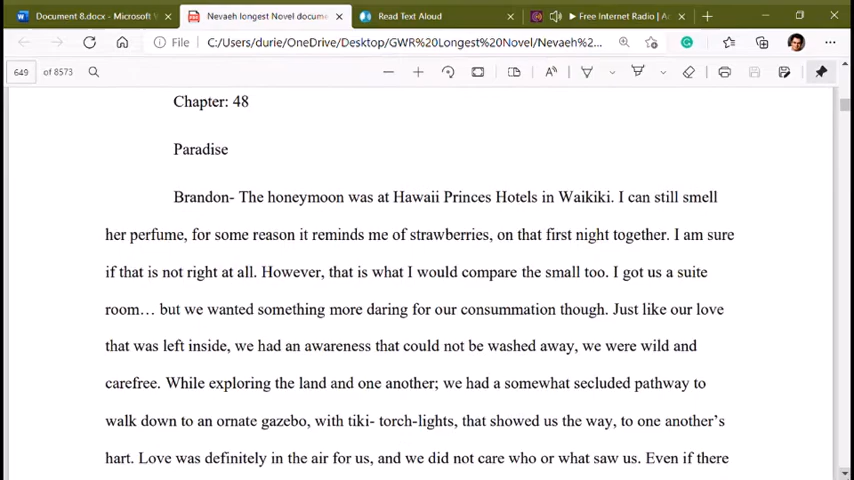 Document 8.docx - Microsoft W
Nevaeh longest Novel docume
Read Text Aloud
Free Internet Radio | A
File
C:/Users/durie/OneDrive/Desktop/GWR%20Longest%20Novel/Nevaeh%2...
649 of 8573
Chapter: 48
Paradise
Brandon- The honeymoon was at Hawaii Princes Hotels in Waikiki. I can still smell
her perfume, for some reason it reminds me of strawberries, on that first night together. I am sure
if that is not right at all. However, that is what I would compare the small too. I got us a suite
room… but we wanted something more daring for our consummation though. Just like our love
that was left inside, we had an awareness that could not be washed away, we were wild and
carefree. While exploring the land and one another; we had a somewhat secluded pathway to
walk down to an ornate gazebo, with tiki- torch-lights, that showed us the way, to one another's
hart. Love was definitely in the air for us, and we did not care who or what saw us. Even if there